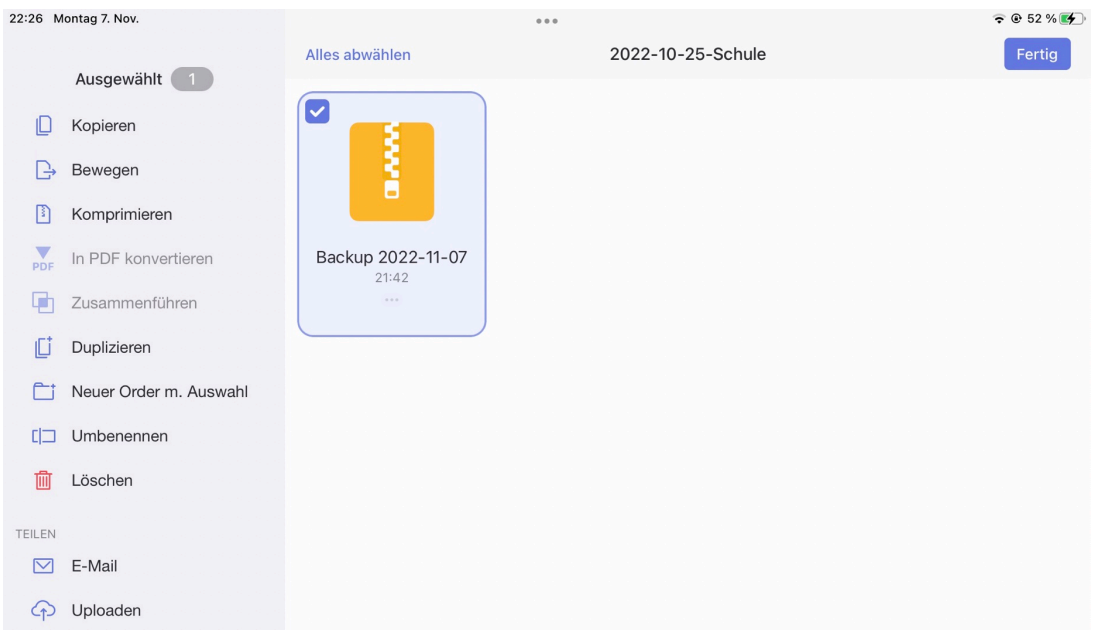 22:26 Montag 7. Nov.
52 %
Alles abwählen
2022-10-25-Schule
Fertig
Ausgewählt 1
Kopieren
Bewegen
Komprimieren
PDF In PDF konvertieren
Zusammenführen
Duplizieren
Neuer Order m. Auswahl
Umbenennen
Löschen
TEILEN
E-Mail
Uploaden
Backup 2022-11-07
21:42